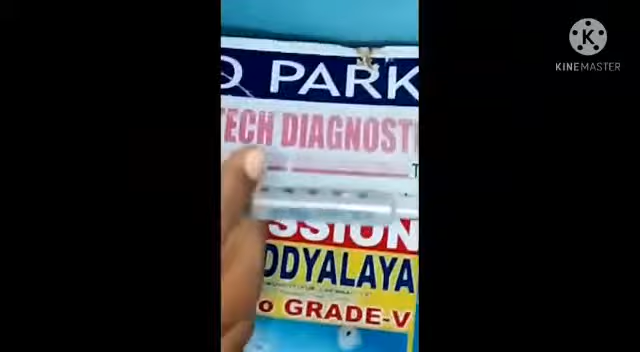 O PARK
TECH DIAGNOST
T
SSION
DDYALAYA
o GRADE-V
KINEMASTER